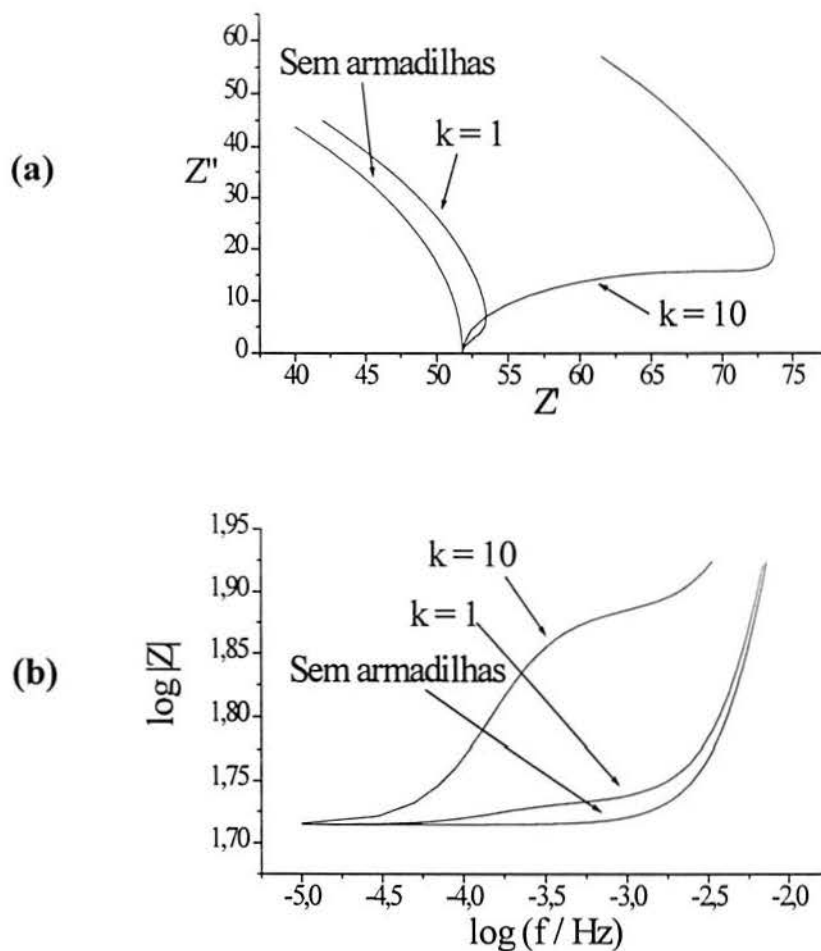 (a)
Z"
60
50
40
30
20
10
0
Sem armadilhas
k = 1
k = 10
40 45 50 55 60 65 70 75
Z'
(b)
log |Z|
1,95
1,90
1,85
1,80
1,75
1,70
k = 10
k = 1
Sem armadilhas
-5,0 -4,5 -4,0 -3,5 -3,0 -2,5 -2,0
log (f / Hz)